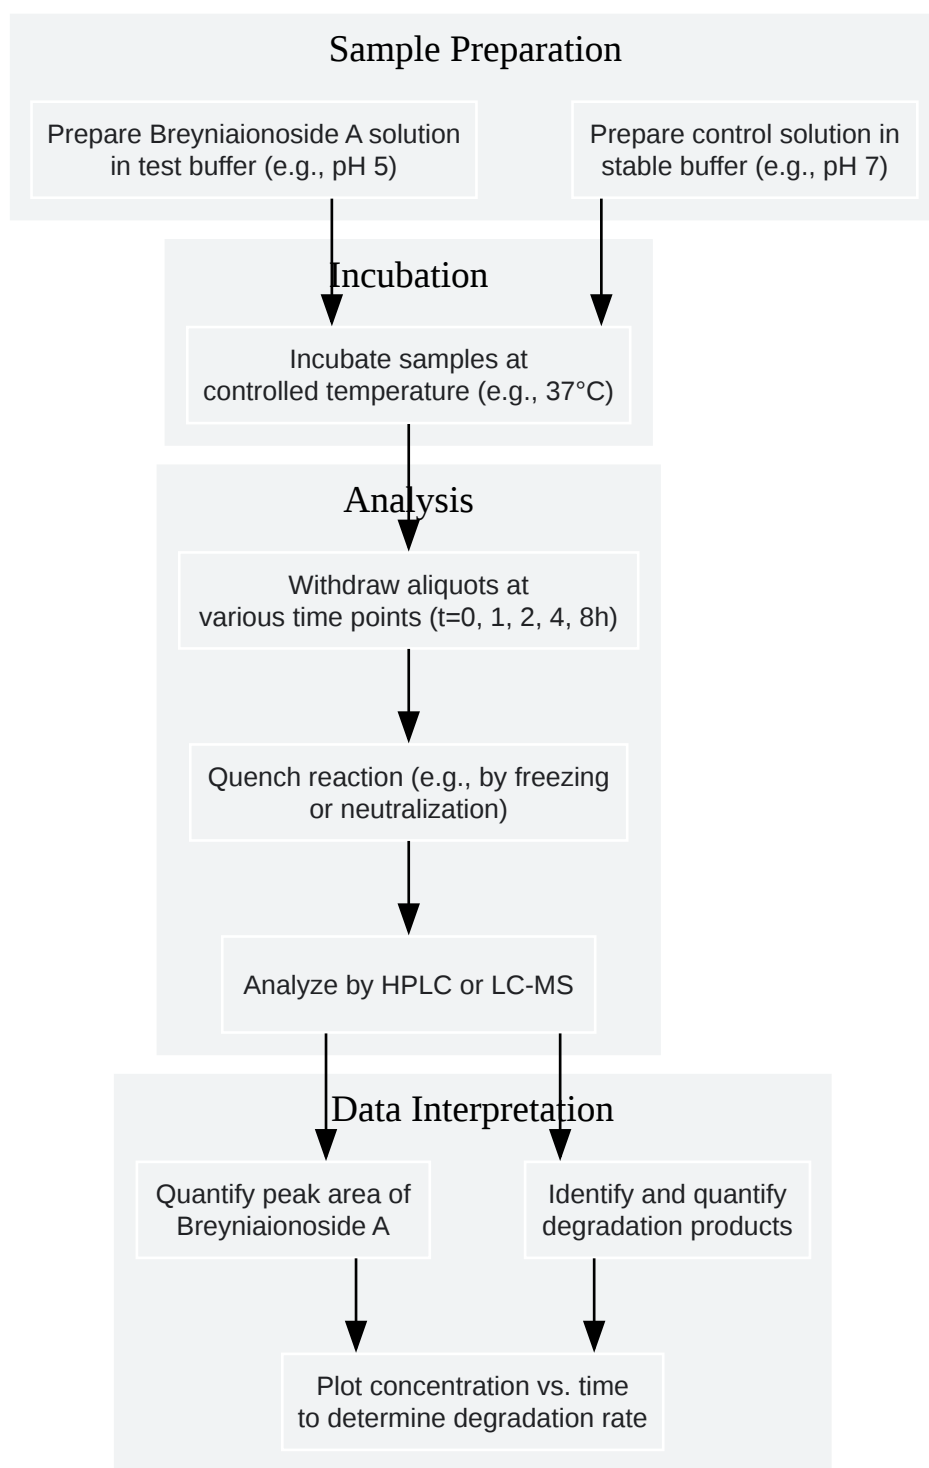 Sample Preparation
Prepare Breyniaionoside A solution
in test buffer (e.g., pH 5)
Prepare control solution in
stable buffer (e.g., pH 7)
Incubation
Incubate samples at
controlled temperature (e.g., 37°C)
Analysis
Withdraw aliquots at
various time points (t=0, 1, 2, 4, 8h)
Quench reaction (e.g., by freezing
or neutralization)
Analyze by HPLC or LC-MS
Data Interpretation
Quantify peak area of
Breyniaionoside A
Identify and quantify
degradation products
Plot concentration vs. time
to determine degradation rate